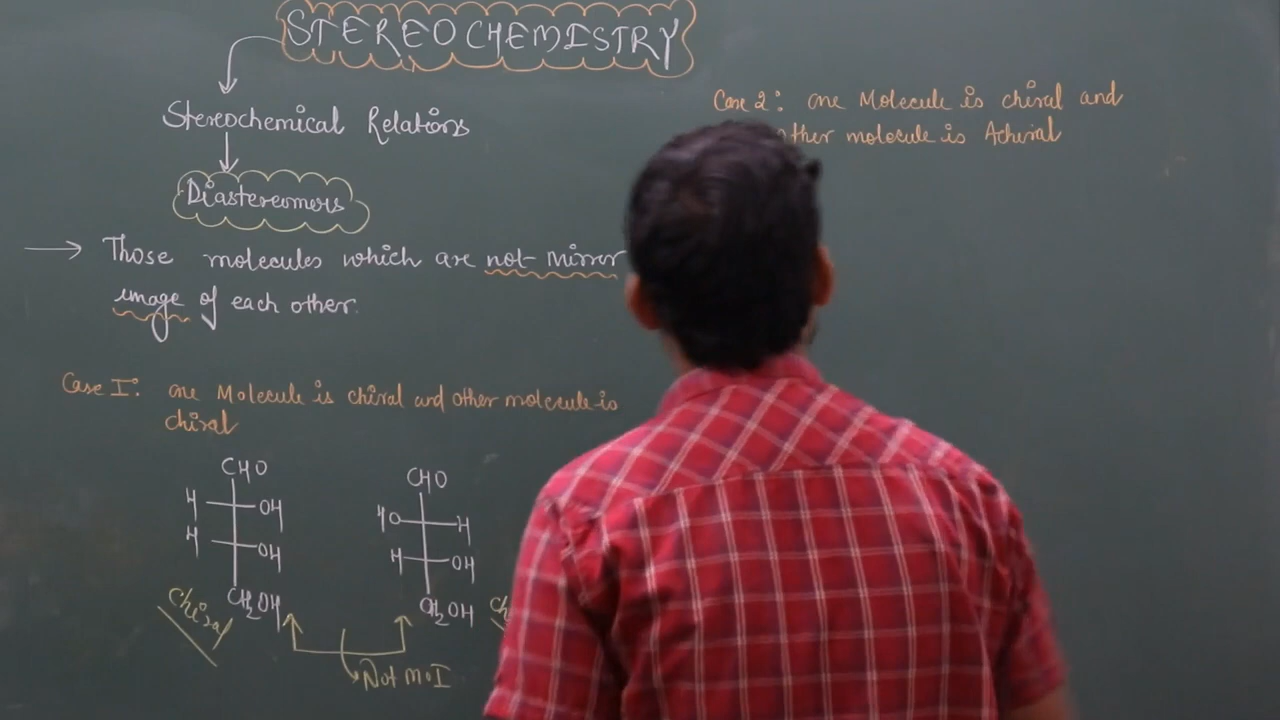 STEREOCHEMISTRY
Stereochemical Relations
Diastereomers
→ Those molecules which are not mirror
image of each other.
Case I: one Molecule is chiral and other molecule is
chiral
CHO
H OH
H OH
CH2OH
Chiral
CHO
HO H
H OH
CH2OH
Not M.I
Case 2: one Molecule is chiral and
other molecule is Achiral